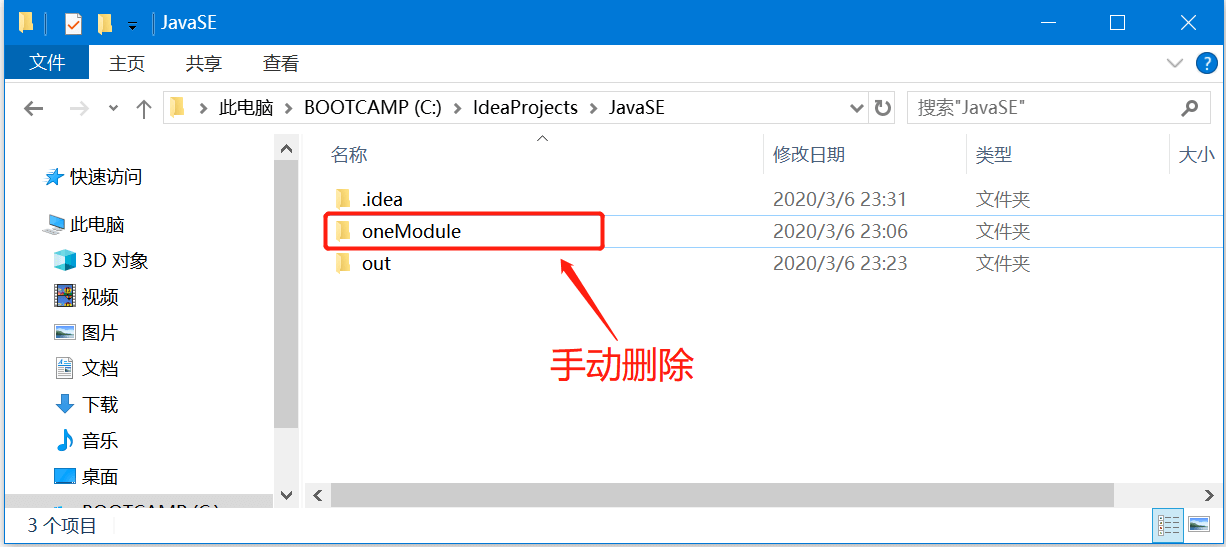 JavaSE
文件 主页 共享 查看
此电脑 BOOTCAMP (C:) IdeaProjects JavaSE 搜索"JavaSE"
名称 修改日期 类型 大小
快速访问
.idea 2020/3/6 23:31 文件夹
此电脑
oneModule 2020/3/6 23:06 文件夹
3D 对象
out 2020/3/6 23:23 文件夹
视频
图片
手动删除
文档
下载
音乐
桌面
BOOTCAMP (C:)
3 个项目